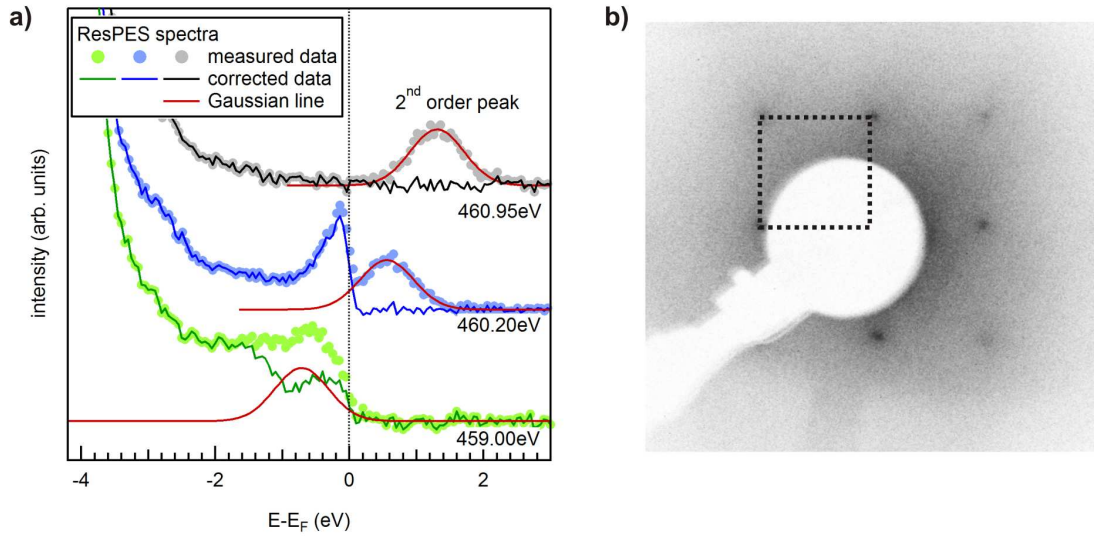 a)
ResPES spectra
measured data
corrected data
Gaussian line
2nd order peak
460.95eV
460.20eV
459.00eV
intensity (arb. units)
-4 -2 0 2
E-EF (eV)
b)